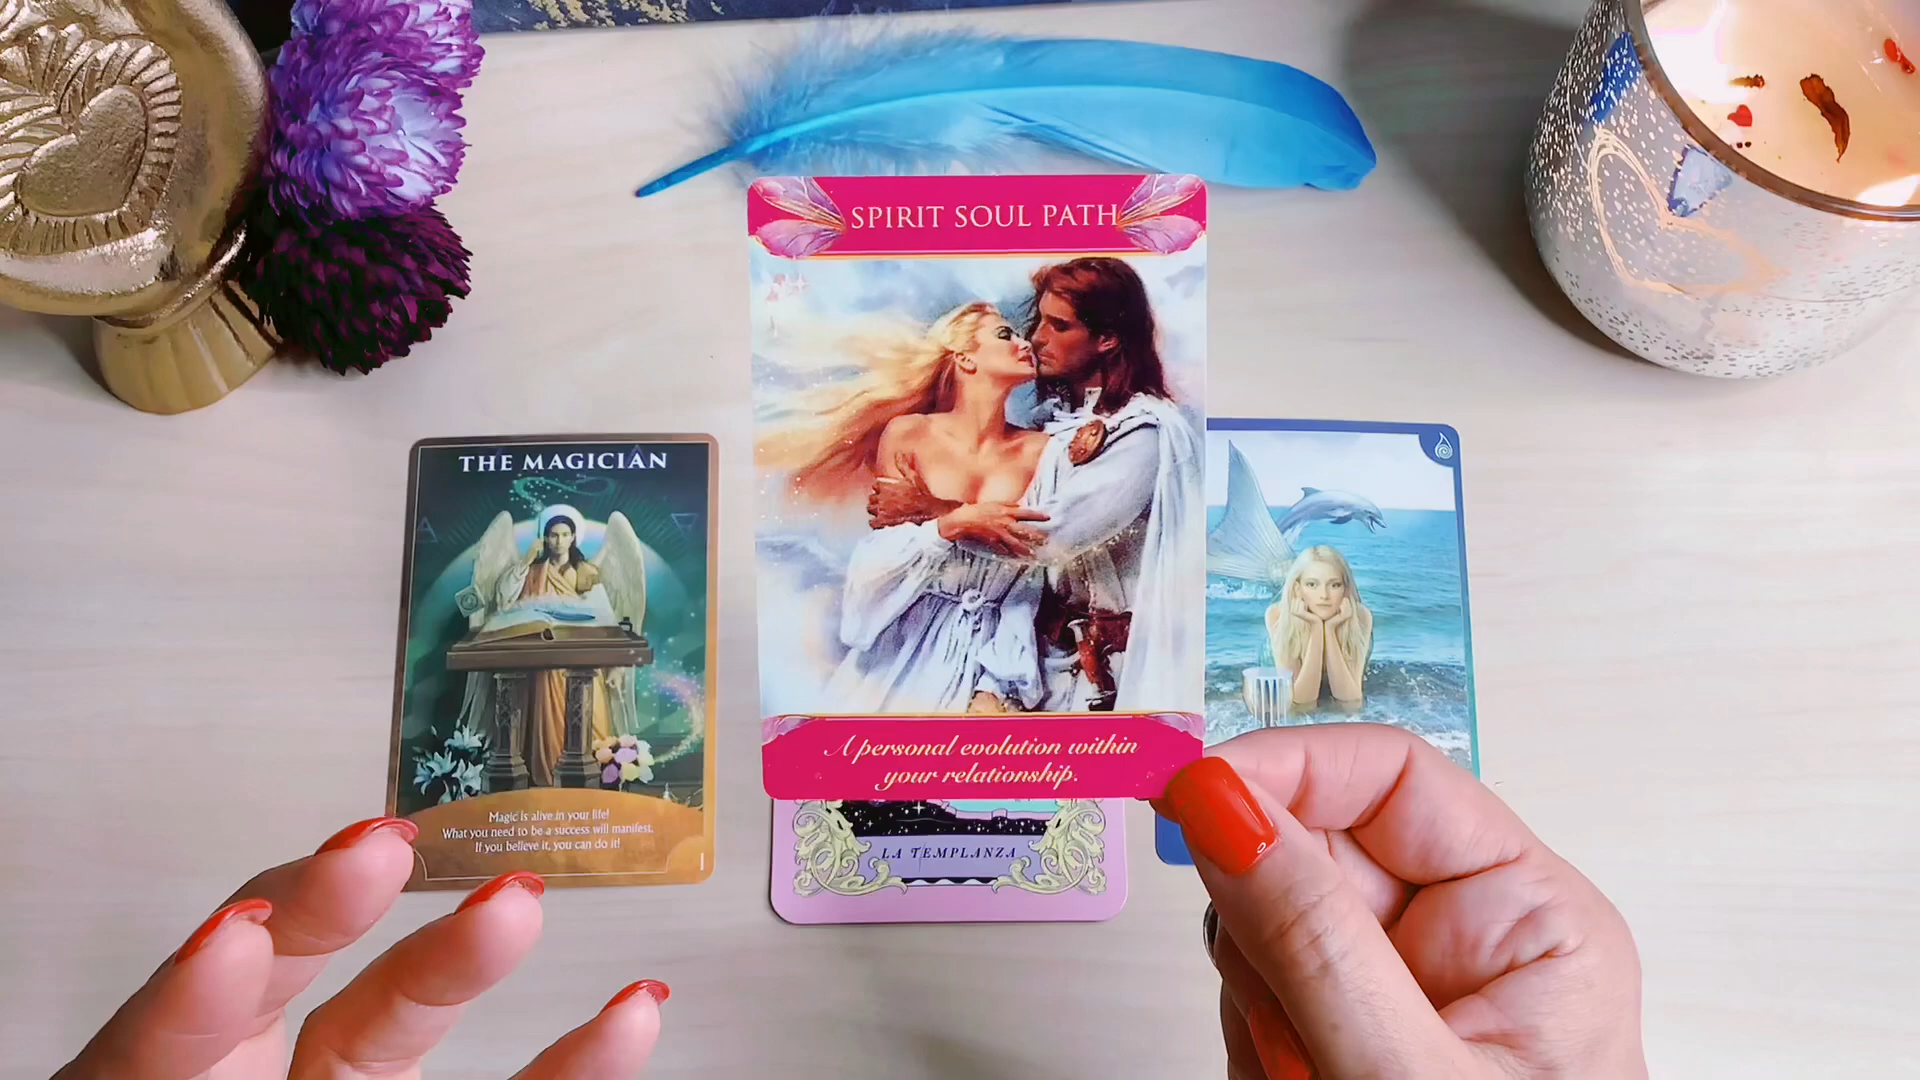 SPIRIT SOUL PATH
A personal evolution within
your relationship.
THE MAGICIAN
Magic is alive in your life!
What you need to be a success will manifest.
If you believe it, you can do it!
I
LA TEMPLANZA